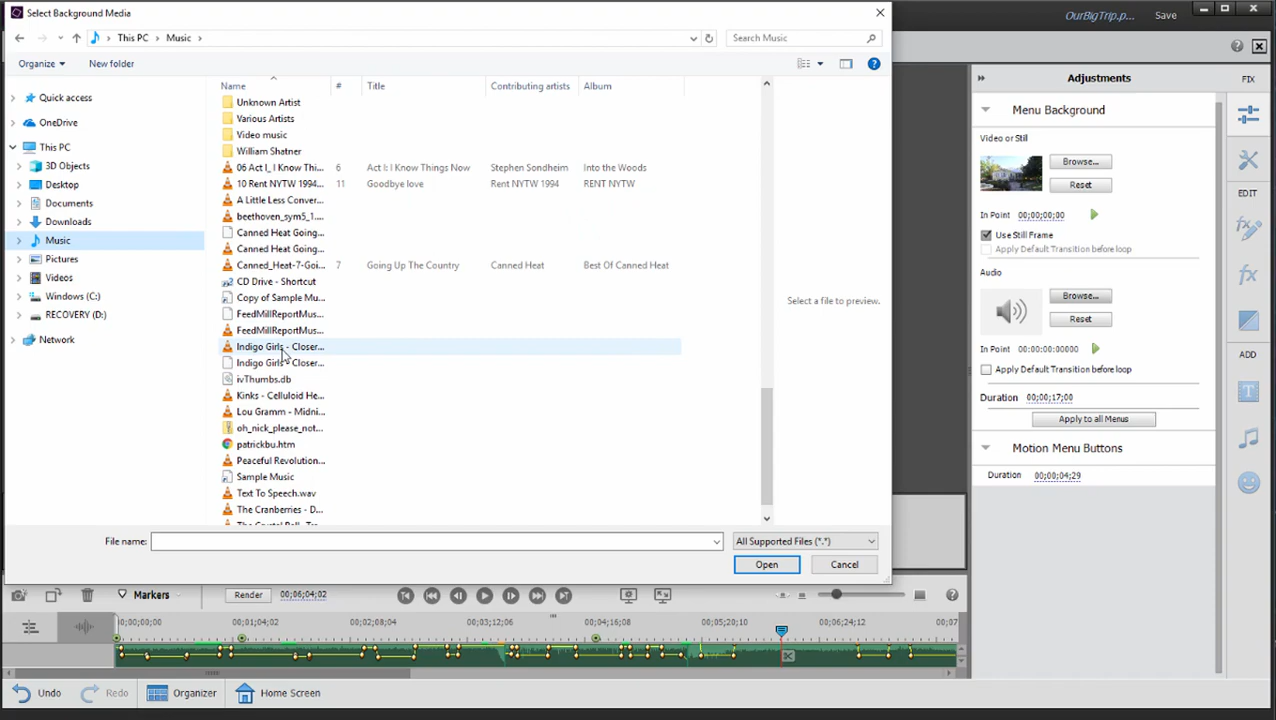 Select Background Media
OurBigTrip.p...
Save
This PC
Music
Search Music
Organize
New folder
Adjustments
FIX
Name
#
Title
Contributing artists
Album
Quick access
OneDrive
This PC
3D Objects
Desktop
Documents
Downloads
Music
Pictures
Videos
Windows (C:)
RECOVERY (D:)
Network
Unknown Artist
Various Artists
Video music
William Shatner
06 Act I_ I Know Thi... 6 Act I: I Know Things Now Stephen Sondheim Into the Woods
10 Rent NYTW 1994... 11 Goodbye love Rent NYTW 1994 RENT NYTW
A Little Less Conver...
beethoven_sym5_1....
Canned Heat Going...
Canned Heat Going...
Canned_Heat-7-Goi... 7 Going Up The Country Canned Heat Best Of Canned Heat
CD Drive - Shortcut
Copy of Sample Mu...
FeedMillReportMus...
FeedMillReportMus...
Indigo Girls - Closer...
Indigo Girls - Closer...
ivThumbs.db
Kinks - Celluloid He...
Lou Gramm - Midni...
oh_nick_please_not...
patrickbu.htm
Peaceful Revolution...
Sample Music
Text To Speech.wav
The Cranberries - D...
Select a file to preview.
File name:
All Supported Files (*.*)
Open
Cancel
Menu Background
Video or Still
Browse...
Reset
In Point 00;00;00;00
Use Still Frame
Apply Default Transition before loop
Audio
Browse...
Reset
In Point 00:00:00:00000
Apply Default Transition before loop
Duration 00;00;17;00
Apply to all Menus
Motion Menu Buttons
Duration 00;00;04;29
EDIT
ADD
Markers
Render
00;06;04;02
00;01;04;02
00;02;08;04
00;03;12;06
00;04;16;08
00;05;20;10
00;06;24;12
Undo
Redo
Organizer
Home Screen